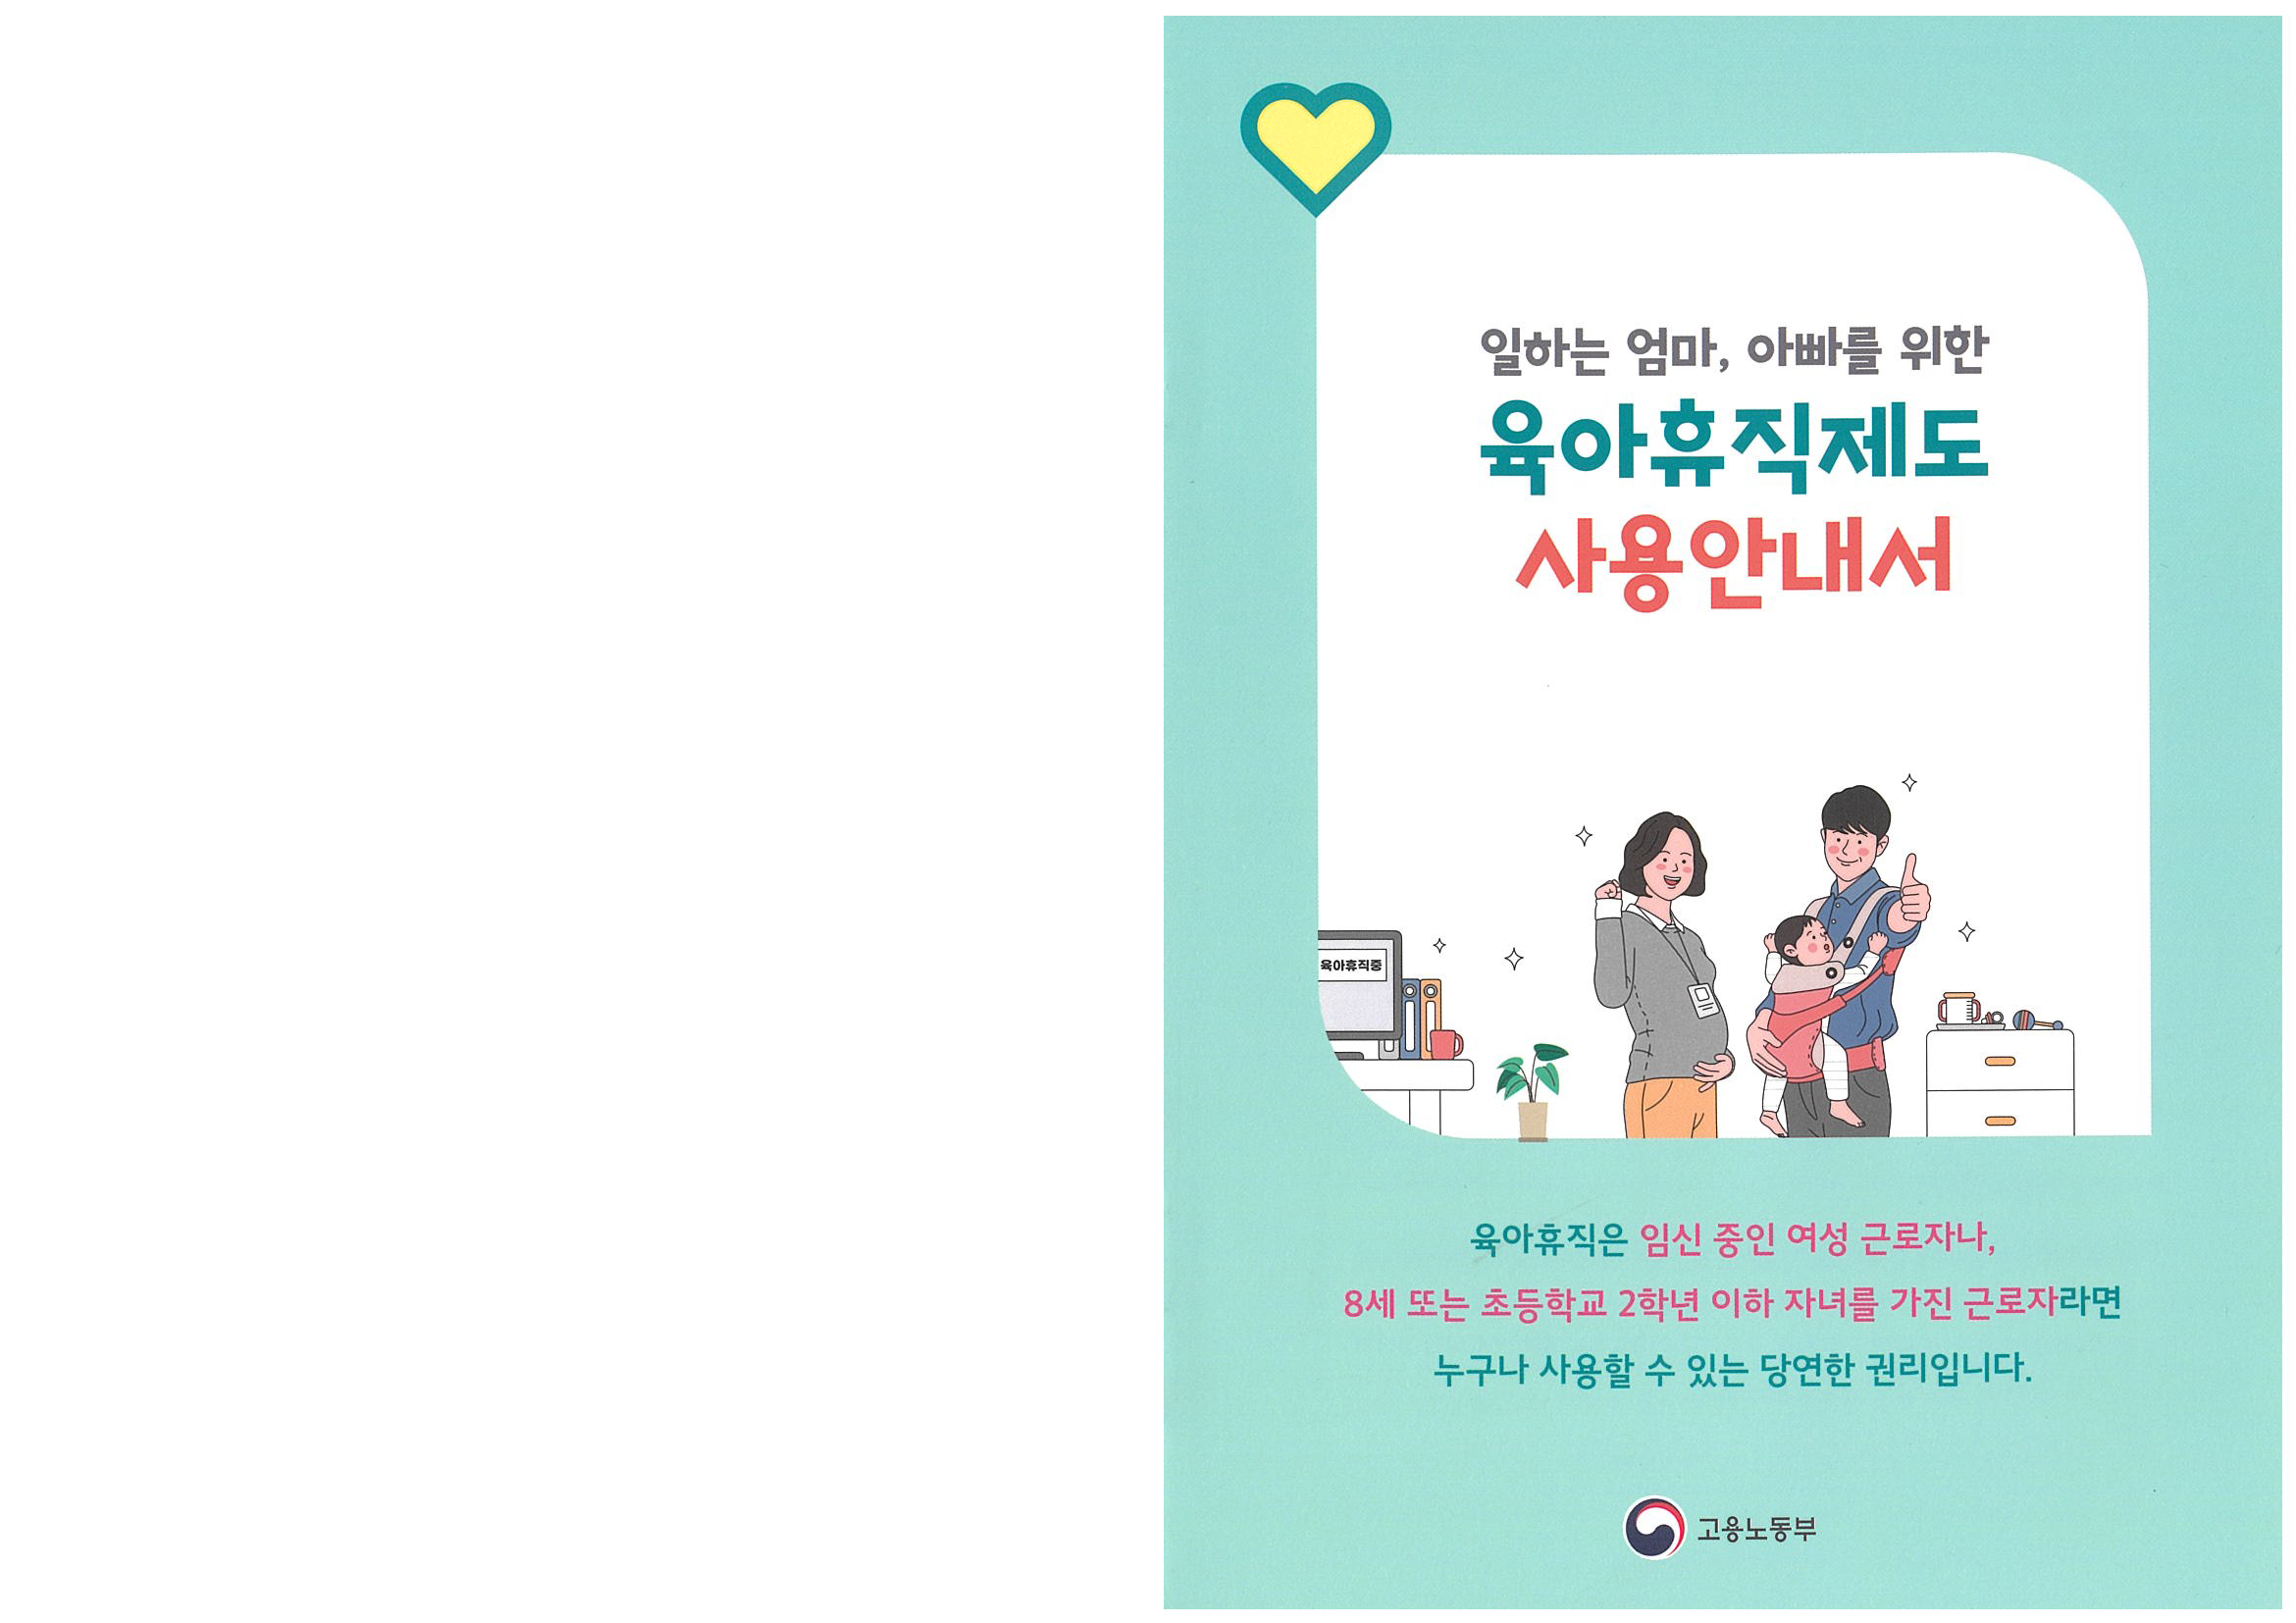 일하는 엄마, 아빠를 위한
육아휴직제도
사용안내서
육아휴직중
육아휴직은 임신 중인 여성 근로자나,
8세 또는 초등학교 2학년 이하 자녀를 가진 근로자라면
누구나 사용할 수 있는 당연한 권리입니다.
고용노동부